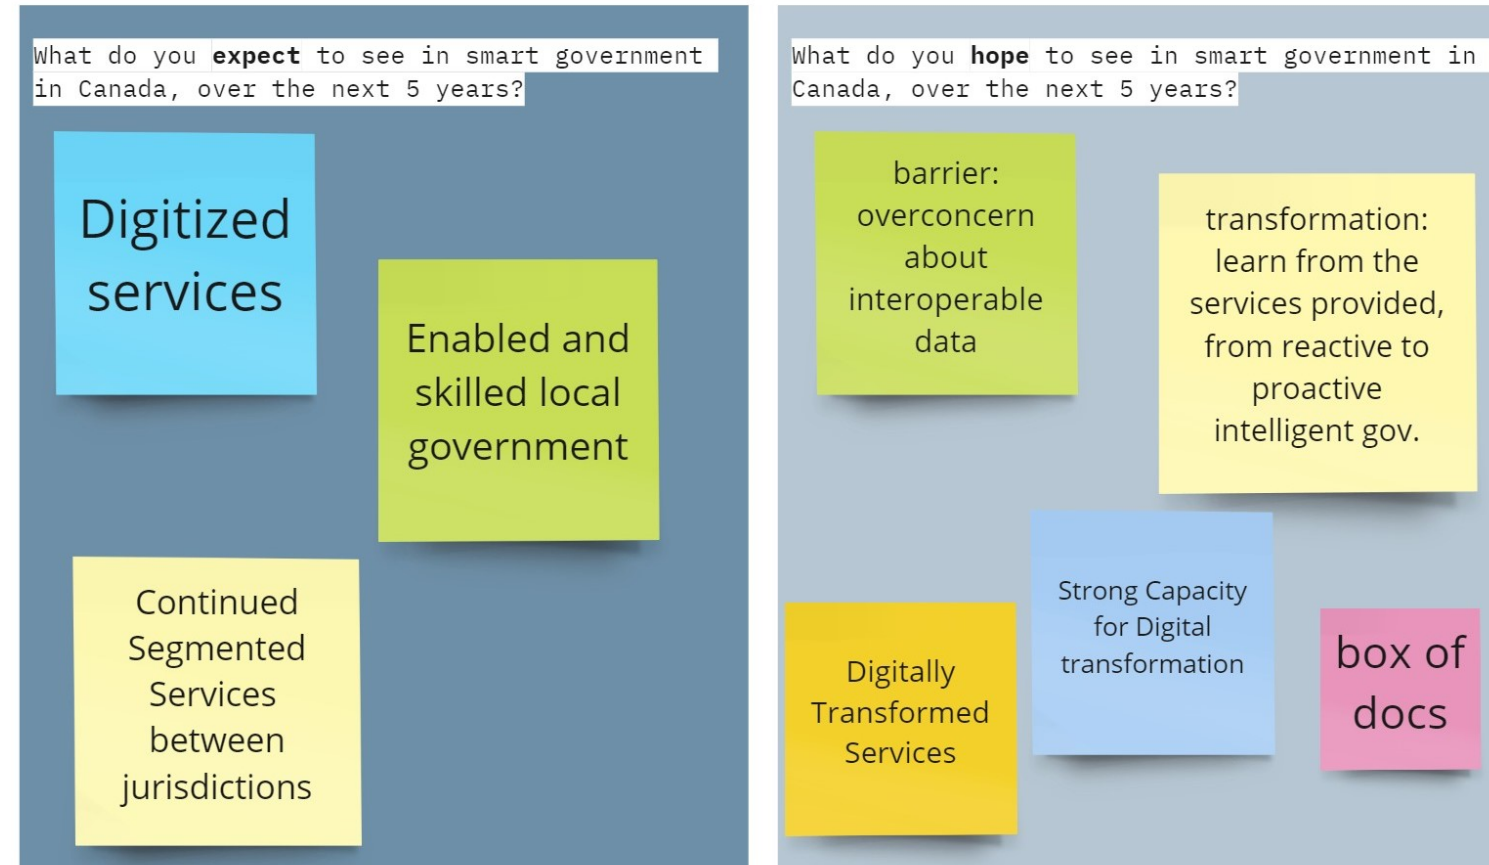 What do you expect to see in smart government
in Canada, over the next 5 years?
Digitized
services
Enabled and
skilled local
government
Continued
Segmented
Services
between
jurisdictions
What do you hope to see in smart government in
Canada, over the next 5 years?
barrier:
overconcern
about
interoperable
data
transformation:
learn from the
services provided,
from reactive to
proactive
intelligent gov.
Strong Capacity
for Digital
transformation
Digitally
Transformed
Services
box of
docs